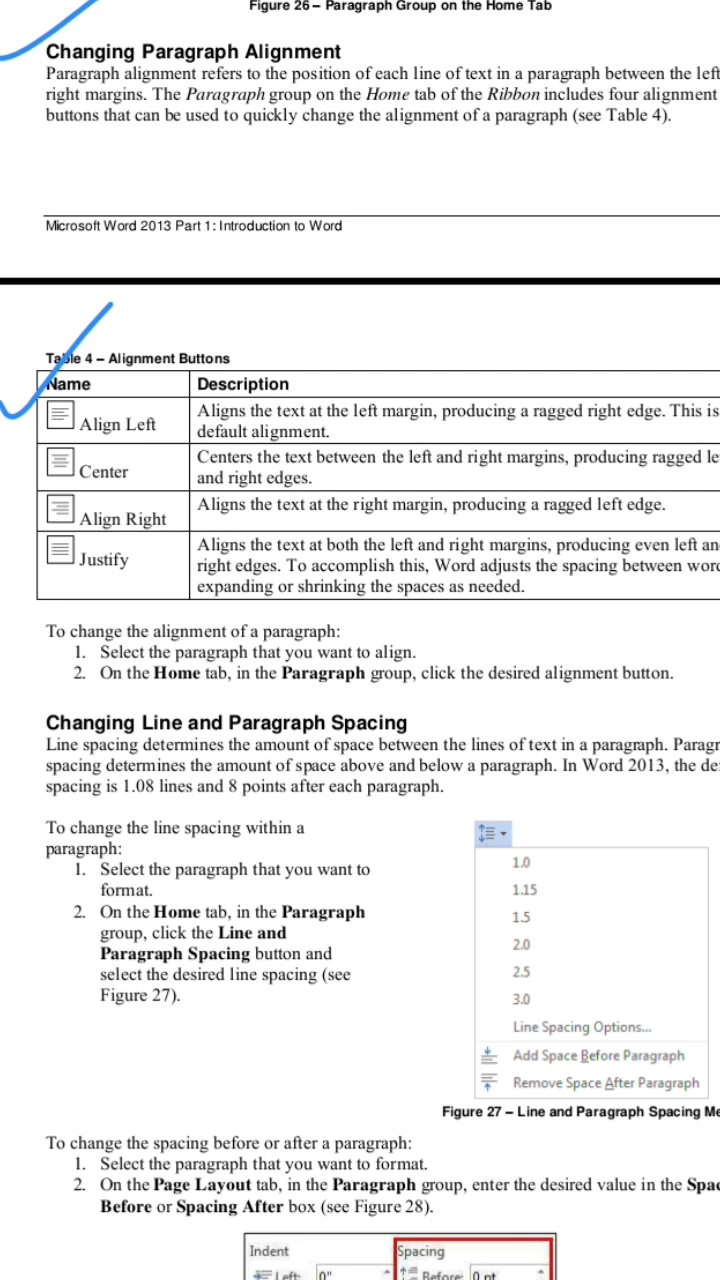 Figure 26 – Paragraph Group on the Home Tab
Changing Paragraph Alignment
Paragraph alignment refers to the position of each line of text in a paragraph between the left
right margins. The Paragraph group on the Home tab of the Ribbon includes four alignment
buttons that can be used to quickly change the alignment of a paragraph (see Table 4).
Microsoft Word 2013 Part 1: Introduction to Word
Table 4 – Alignment Buttons
Name Description
Align Left Aligns the text at the left margin, producing a ragged right edge. This is
default alignment.
Center Centers the text between the left and right margins, producing ragged le
and right edges.
Align Right Aligns the text at the right margin, producing a ragged left edge.
Justify Aligns the text at both the left and right margins, producing even left an
right edges. To accomplish this, Word adjusts the spacing between word
expanding or shrinking the spaces as needed.
To change the alignment of a paragraph:
1. Select the paragraph that you want to align.
2. On the Home tab, in the Paragraph group, click the desired alignment button.
Changing Line and Paragraph Spacing
Line spacing determines the amount of space between the lines of text in a paragraph. Paragr
spacing determines the amount of space above and below a paragraph. In Word 2013, the de
spacing is 1.08 lines and 8 points after each paragraph.
To change the line spacing within a
paragraph:
1. Select the paragraph that you want to
format.
2. On the Home tab, in the Paragraph
group, click the Line and
Paragraph Spacing button and
select the desired line spacing (see
Figure 27).
1.0
1.15
1.5
2.0
2.5
3.0
Line Spacing Options...
Add Space Before Paragraph
Remove Space After Paragraph
Figure 27 – Line and Paragraph Spacing Me
To change the spacing before or after a paragraph:
1. Select the paragraph that you want to format.
2. On the Page Layout tab, in the Paragraph group, enter the desired value in the Spac
Before or Spacing After box (see Figure 28).
Indent Spacing
Left: 0" Before: 0 pt